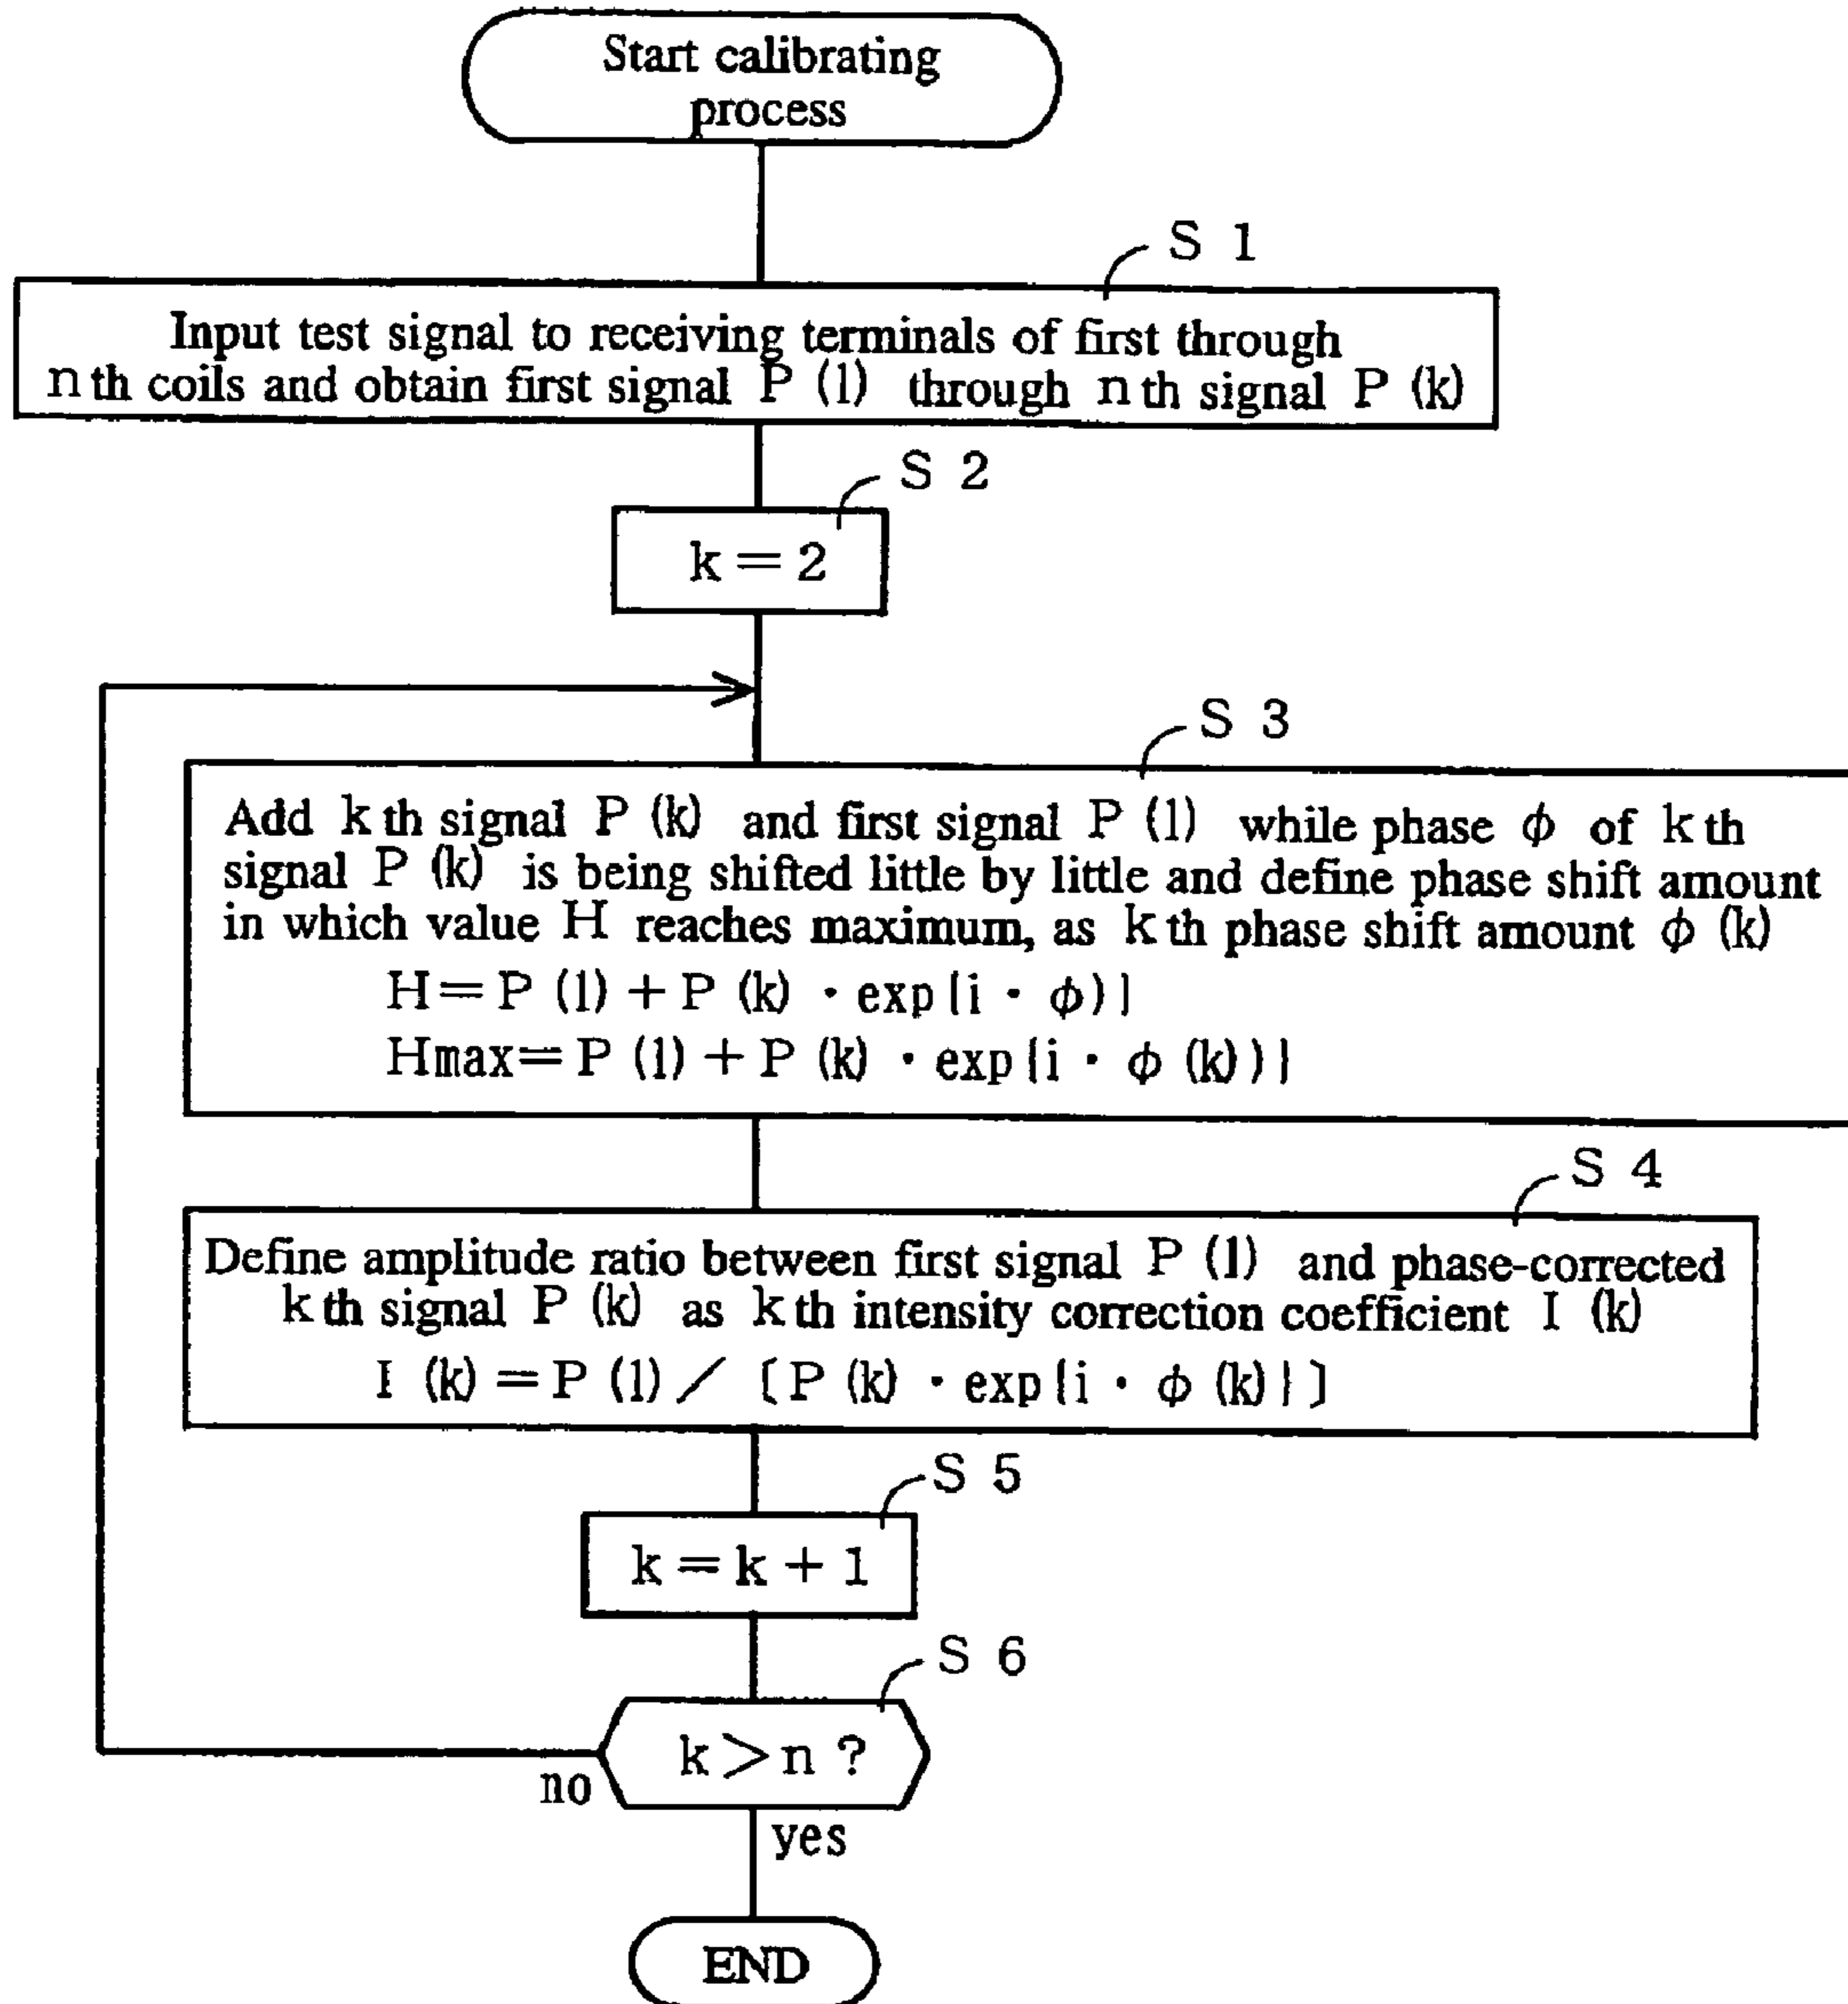 Start calibrating
process
S 1
Input test signal to receiving terminals of first through
n th coils and obtain first signal P (1) through n th signal P (k)
S 2
k = 2
S 3
Add k th signal P (k) and first signal P (1) while phase φ of k th
signal P (k) is being shifted little by little and define phase shift amount
in which value H reaches maximum, as k th phase shift amount φ (k)
H = P (1) + P (k) · exp{i · φ)}
Hmax = P (1) + P (k) · exp{i · φ (k))}
S 4
Define amplitude ratio between first signal P (1) and phase-corrected
k th signal P (k) as k th intensity correction coefficient I (k)
I (k) = P (1) / [P (k) · exp{i · φ (k)}]
S 5
k = k + 1
S 6
k > n ?
no
yes
END